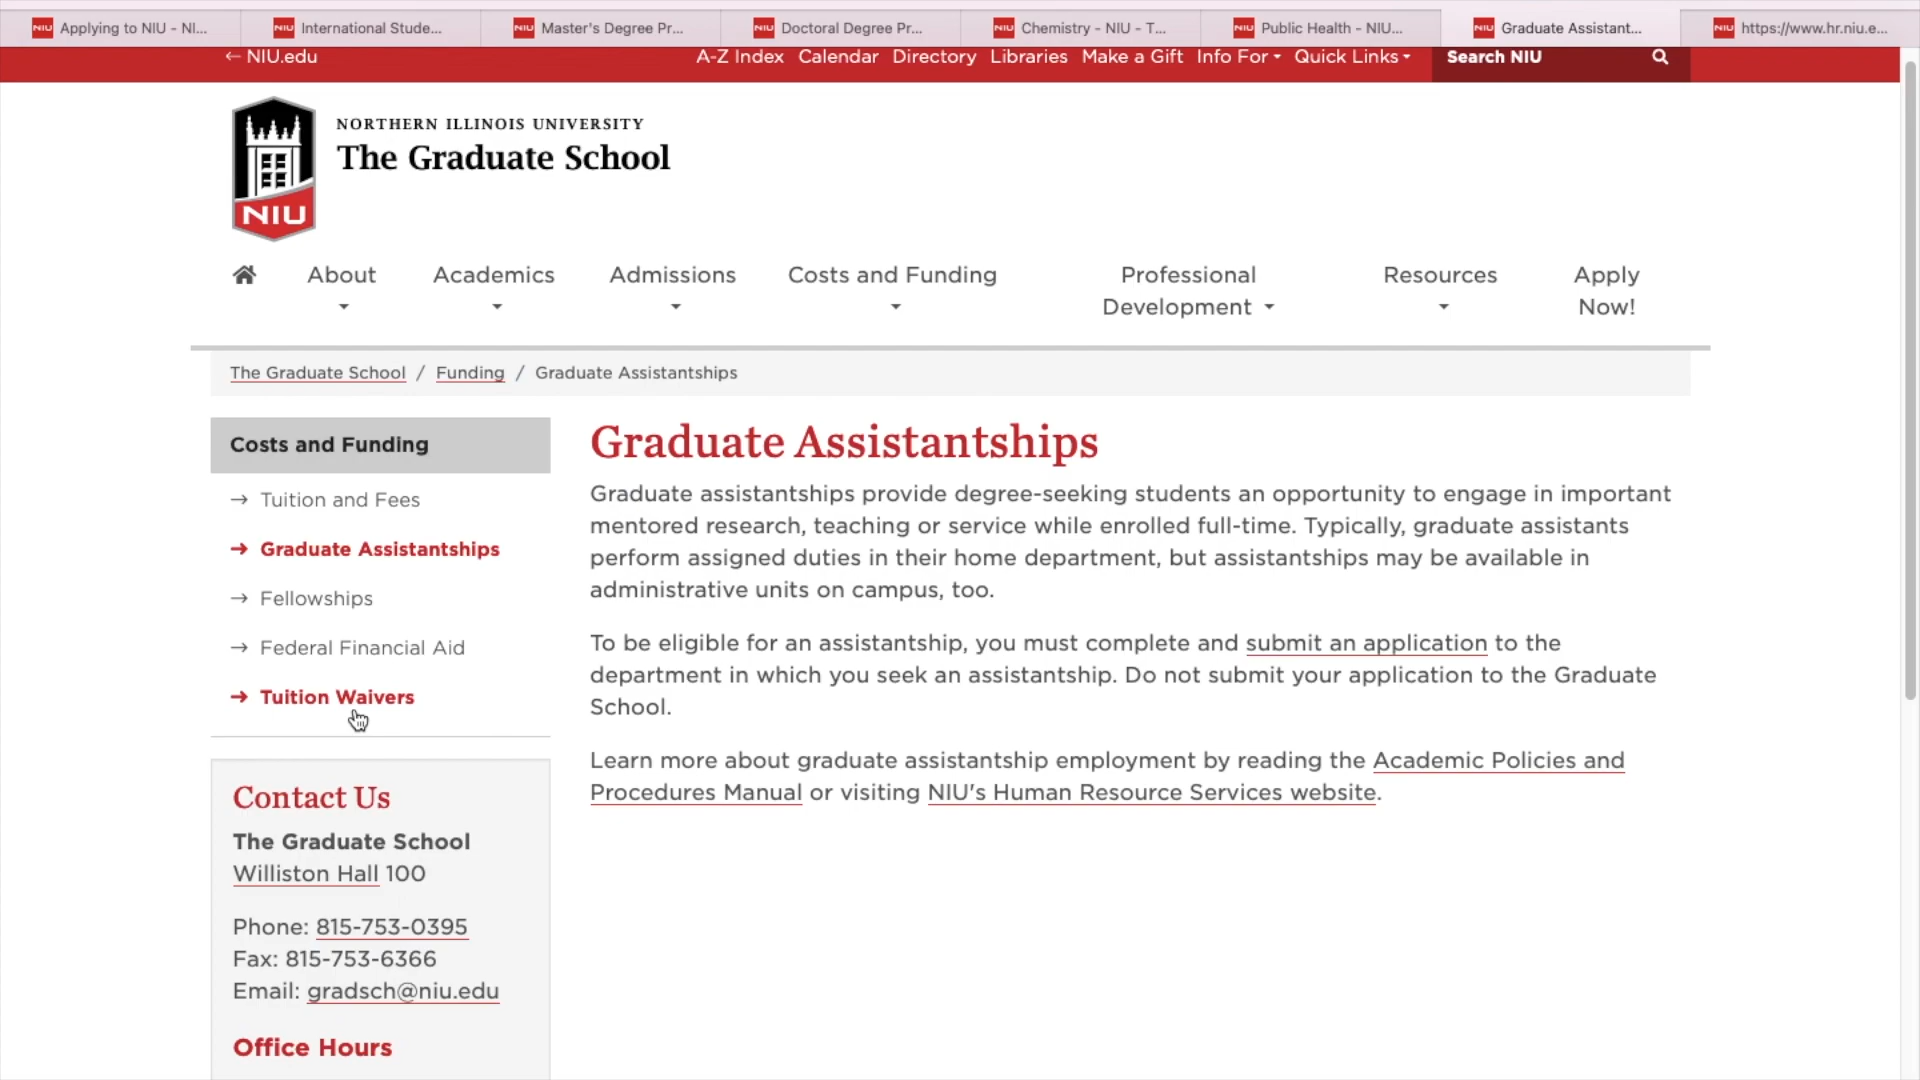 NIU Applying to NIU - NI...
NIU International Stude...
NIU Master's Degree Pr...
NIU Doctoral Degree Pr...
NIU Chemistry - NIU - T...
NIU Public Health - NIU...
NIU Graduate Assistant...
NIU https://www.hr.niu.e...
← NIU.edu
A-Z Index Calendar Directory Libraries Make a Gift Info For Quick Links Search NIU
NORTHERN ILLINOIS UNIVERSITY
The Graduate School
NIU
About
Academics
Admissions
Costs and Funding
Professional
Development
Resources
Apply
Now!
The Graduate School / Funding / Graduate Assistantships
Costs and Funding
→ Tuition and Fees
→ Graduate Assistantships
→ Fellowships
→ Federal Financial Aid
→ Tuition Waivers
Contact Us
The Graduate School
Williston Hall 100
Phone: 815-753-0395
Fax: 815-753-6366
Email: gradsch@niu.edu
Office Hours
Graduate Assistantships
Graduate assistantships provide degree-seeking students an opportunity to engage in important
mentored research, teaching or service while enrolled full-time. Typically, graduate assistants
perform assigned duties in their home department, but assistantships may be available in
administrative units on campus, too.
To be eligible for an assistantship, you must complete and submit an application to the
department in which you seek an assistantship. Do not submit your application to the Graduate
School.
Learn more about graduate assistantship employment by reading the Academic Policies and
Procedures Manual or visiting NIU's Human Resource Services website.